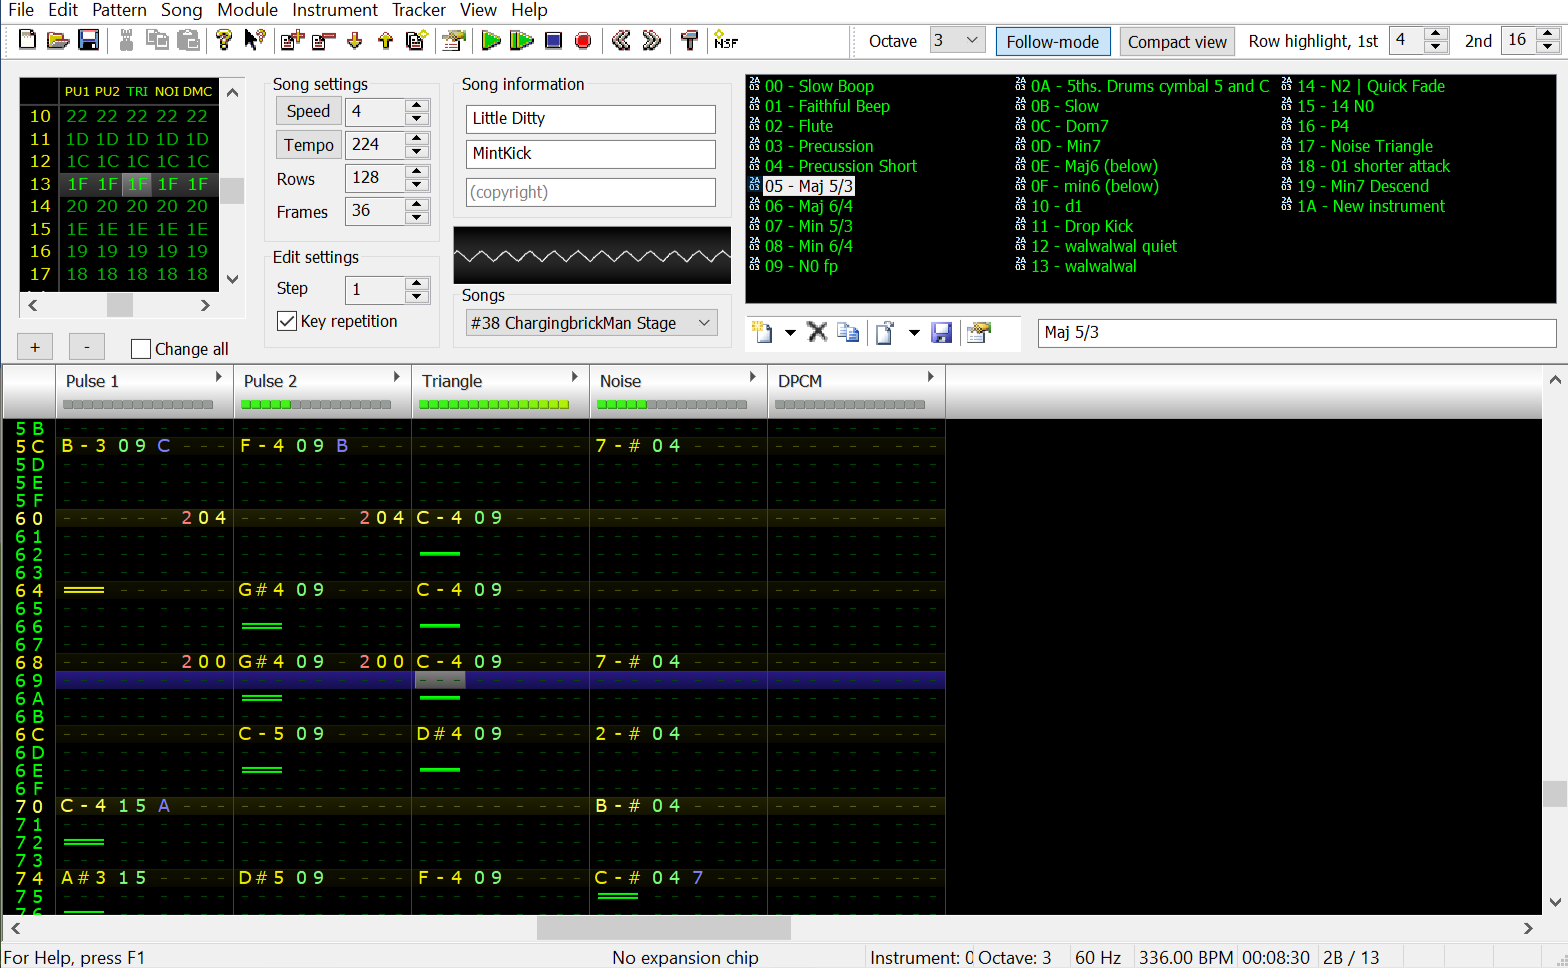 File Edit Pattern Song Module Instrument Tracker View Help
NSF
Octave 3 Follow-mode Compact view Row highlight, 1st 4 2nd 16
PU1 PU2 TRI NOI DMC
10 22 22 22 22 22
11 1D 1D 1D 1D 1D
12 1C 1C 1C 1C 1C
13 1F 1F 1F 1F 1F
14 20 20 20 20 20
15 1E 1E 1E 1E 1E
16 19 19 19 19 19
17 18 18 18 18 18
+ - Change all
Song settings
Speed 4
Tempo 224
Rows 128
Frames 36
Edit settings
Step 1
Key repetition
Song information
Little Ditty
MintKick
(copyright)
Songs
#38 ChargingbrickMan Stage
00 - Slow Boop
01 - Faithful Beep
02 - Flute
03 - Precussion
04 - Precussion Short
05 - Maj 5/3
06 - Maj 6/4
07 - Min 5/3
08 - Min 6/4
09 - N0 fp
0A - 5ths. Drums cymbal 5 and C
0B - Slow
0C - Dom7
0D - Min7
0E - Maj6 (below)
0F - min6 (below)
10 - d1
11 - Drop Kick
12 - walwalwal quiet
13 - walwalwal
14 - N2 | Quick Fade
15 - 14 N0
16 - P4
17 - Noise Triangle
18 - 01 shorter attack
19 - Min7 Descend
1A - New instrument
Maj 5/3
Pulse 1 Pulse 2 Triangle Noise DPCM
5B
5C B-3 09 C F-4 09 B 7-# 04
5D
5E
5F
60 204 204 C-4 09
61
62
63
64 G#4 09 C-4 09
65
66
67
68 200 G#4 09 200 C-4 09 7-# 04
69
6A
6B
6C C-5 09 D#4 09 2-# 04
6D
6E
6F
70 C-4 15 A B-# 04
71
72
73
74 A#3 15 D#5 09 F-4 09 C-# 04 7
75
76
For Help, press F1 No expansion chip Instrument: 0 Octave: 3 60 Hz 336.00 BPM 00:08:30 2B / 13